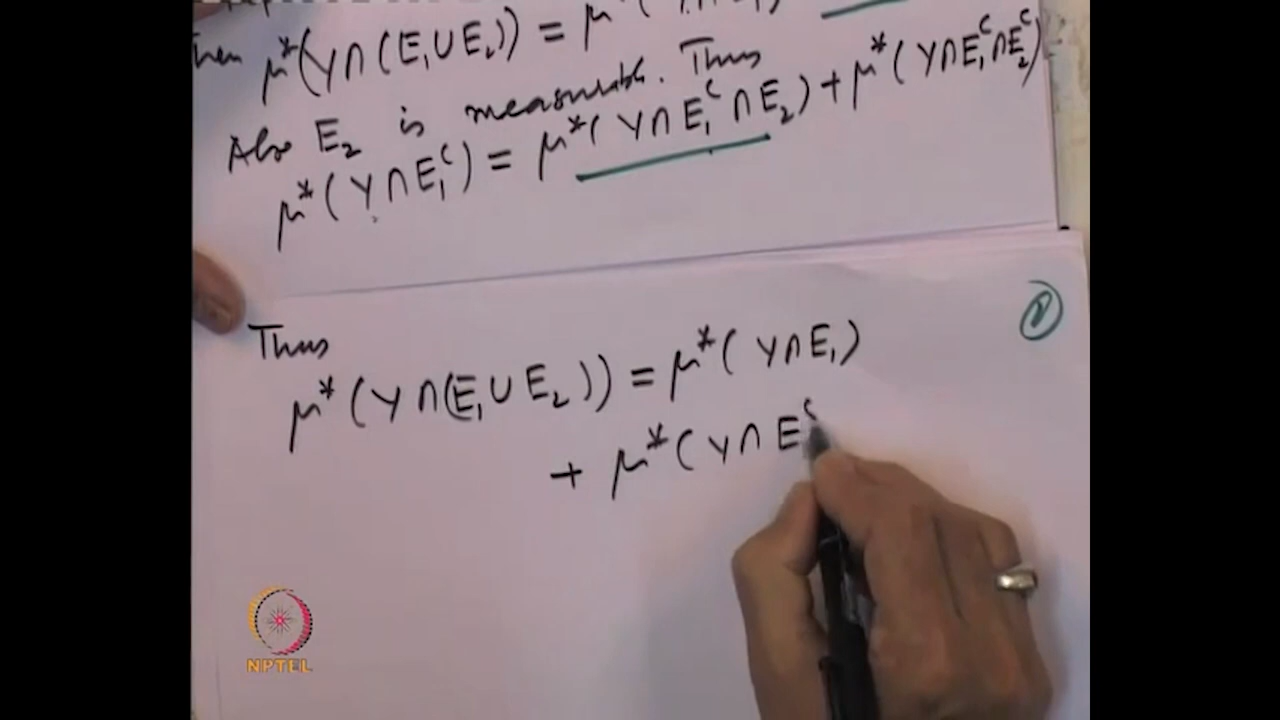 Then μ*(Y∩(E₁∪E₂)) = μ*(
Also E₂ is measurable. Thus
μ*(Y∩E₁ᶜ) = μ*(Y∩E₁ᶜ∩E₂) + μ*(Y∩E₁ᶜ∩E₂ᶜ)
Thus
μ*(Y∩(E₁∪E₂)) = μ*(Y∩E₁)
+ μ*(Y∩Eᶜ
NPTEL